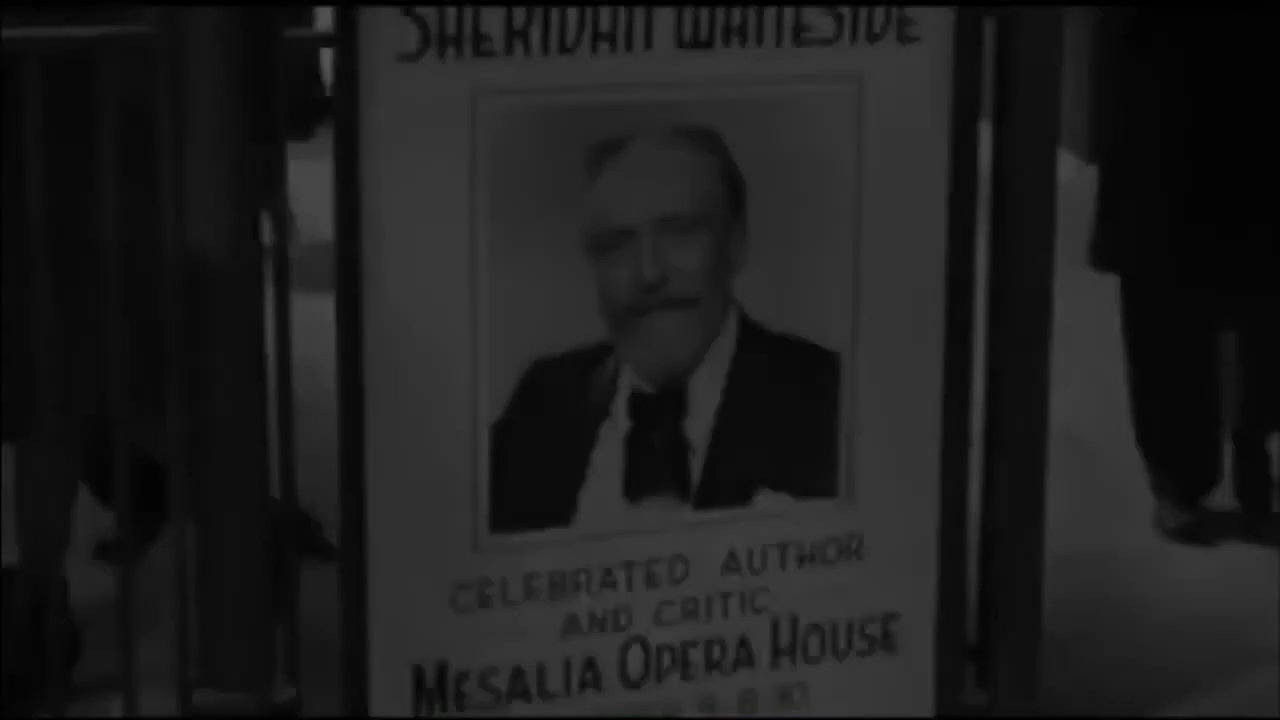 SHERIDAN WHITESIDE
CELEBRATED AUTHOR
AND CRITIC
MESALIA OPERA HOUSE